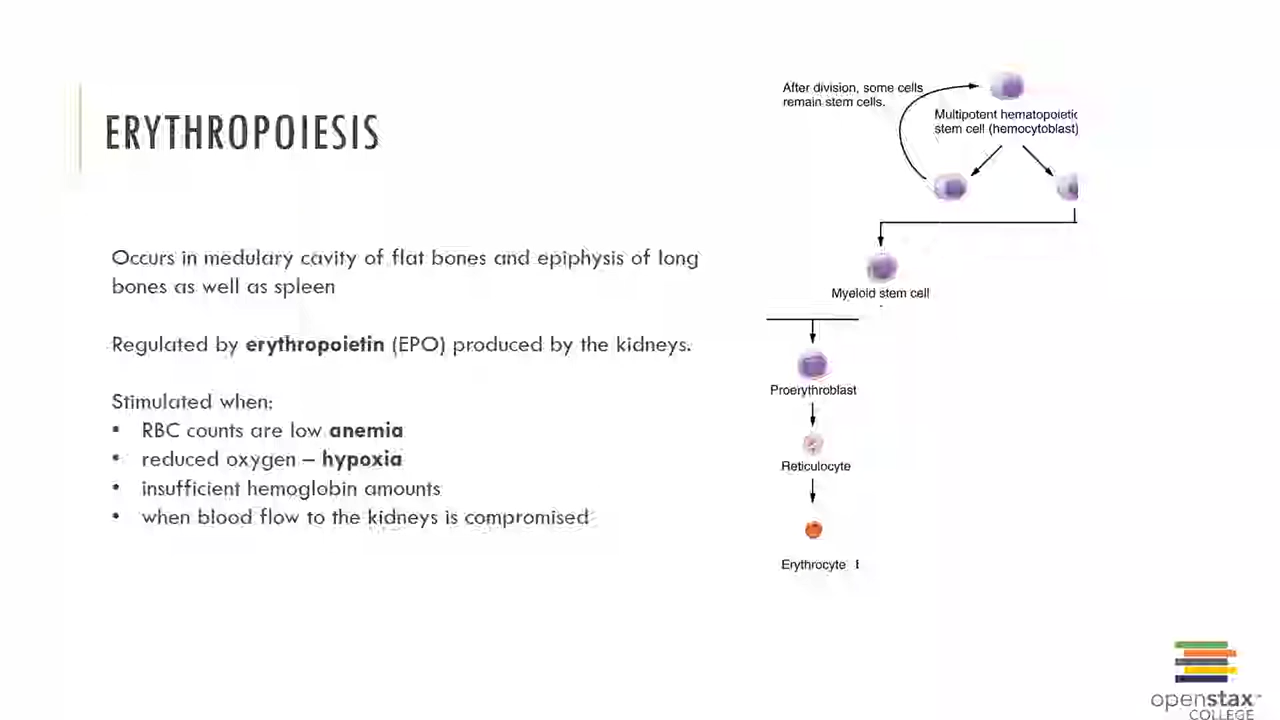 ERYTHROPOIESIS
Occurs in medulary cavity of flat bones and epiphysis of long
bones as well as spleen
Regulated by erythropoietin (EPO) produced by the kidneys.
Stimulated when:
• RBC counts are low anemia
• reduced oxygen – hypoxia
• insufficient hemoglobin amounts
• when blood flow to the kidneys is compromised
After division, some cells
remain stem cells.
Multipotent hematopoietic
stem cell (hemocytoblast)
Myeloid stem cell
Proerythroblast
Reticulocyte
Erythrocyte
openstax
COLLEGE